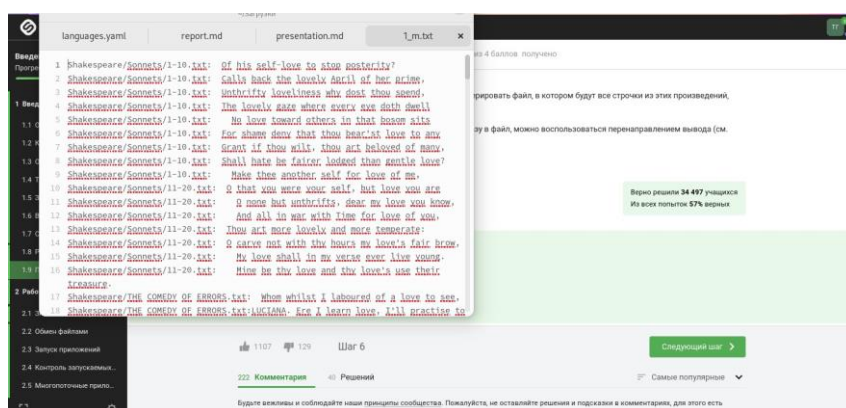 languages.yaml report.md presentation.md 1_m.txt ×
1 Shakespeare/Sonnets/1-10.txt: Of his self-love to stop posterity?
2 Shakespeare/Sonnets/1-10.txt: Calls back the lovely April of her prime,
3 Shakespeare/Sonnets/1-10.txt: Unthrifty loveliness why dost thou spend,
4 Shakespeare/Sonnets/1-10.txt: The lovely gaze where every eye doth dwell
5 Shakespeare/Sonnets/1-10.txt: No love toward others in that bosom sits
6 Shakespeare/Sonnets/1-10.txt: For shame deny that thou bear'st love to any
7 Shakespeare/Sonnets/1-10.txt: Grant if thou wilt, thou art beloved of many,
8 Shakespeare/Sonnets/1-10.txt: Shall hate be fairer lodged than gentle love?
9 Shakespeare/Sonnets/1-10.txt: Make thee another self for love of me,
10 Shakespeare/Sonnets/11-20.txt: O that you were your self, but love you are
11 Shakespeare/Sonnets/11-20.txt: O none but unthrifts, dear my love you know,
12 Shakespeare/Sonnets/11-20.txt: And all in war with Time for love of you,
13 Shakespeare/Sonnets/11-20.txt: Thou art more lovely and more temperate:
14 Shakespeare/Sonnets/11-20.txt: O carve not with thy hours my love's fair brow,
15 Shakespeare/Sonnets/11-20.txt: My love shall in my verse ever live young.
16 Shakespeare/Sonnets/11-20.txt: Mine be thy love and thy love's use their
treasure.
17 Shakespeare/THE COMEDY OF ERRORS.txt: Whom whilst I laboured of a love to see,
18 Shakespeare/THE COMEDY OF ERRORS.txt:LUCIANA. Ere I learn love, I'll practise to
из 4 баллов получено
файл, в котором будут все строчки из этих произведений,
в файл, можно воспользоваться перенаправлением вывода (см.
Верно решили 34 497 учащихся
Из всех попыток 57% верных
2.2 Обмен файлами
2.3 Запуск приложений
2.4 Контроль запускаемых..
2.5 Многопоточные прило..
1107 129 Шаг 6
Следующий шаг
222 Комментария 40 Решений
Самые популярные
Будьте вежливы и соблюдайте наши принципы сообщества. Пожалуйста, не оставляйте решения и подсказки в комментариях, для этого есть